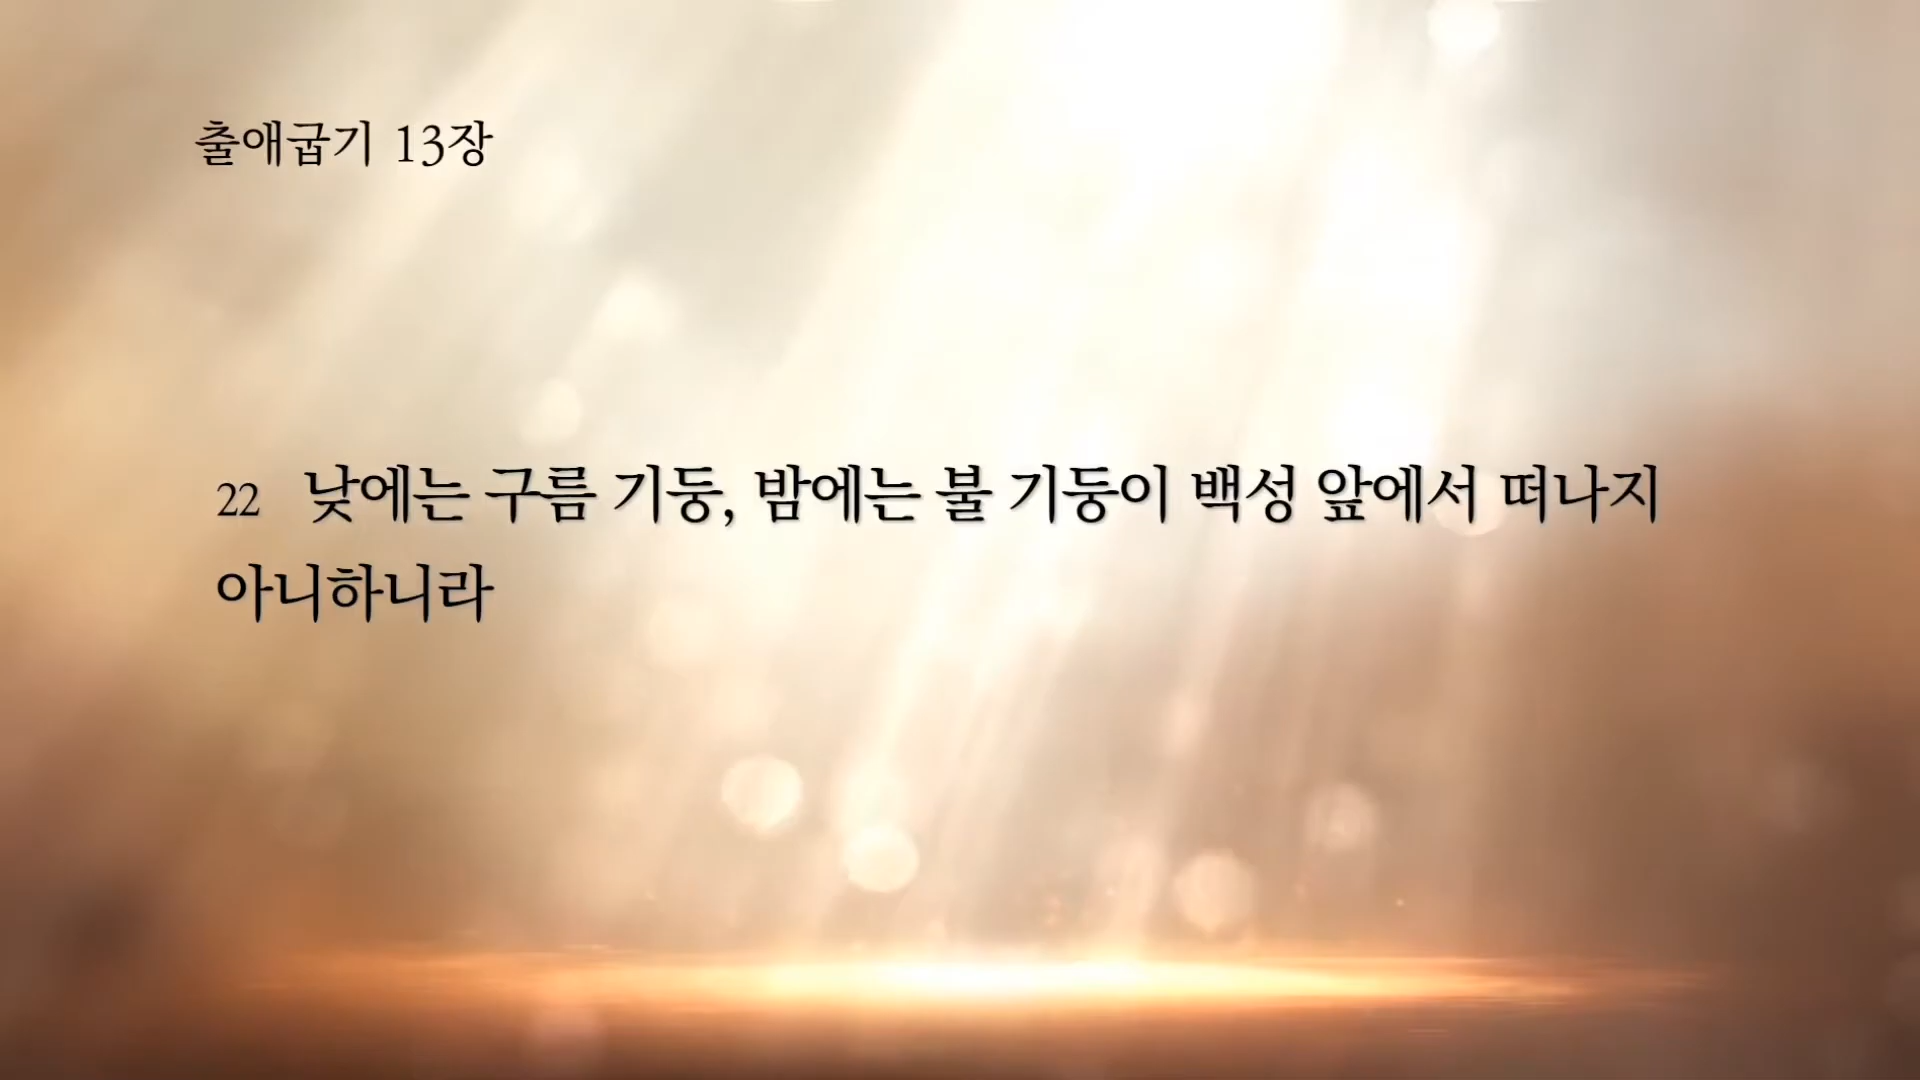 출애굽기 13장
22 낮에는 구름 기둥, 밤에는 불 기둥이 백성 앞에서 떠나지
아니하니라